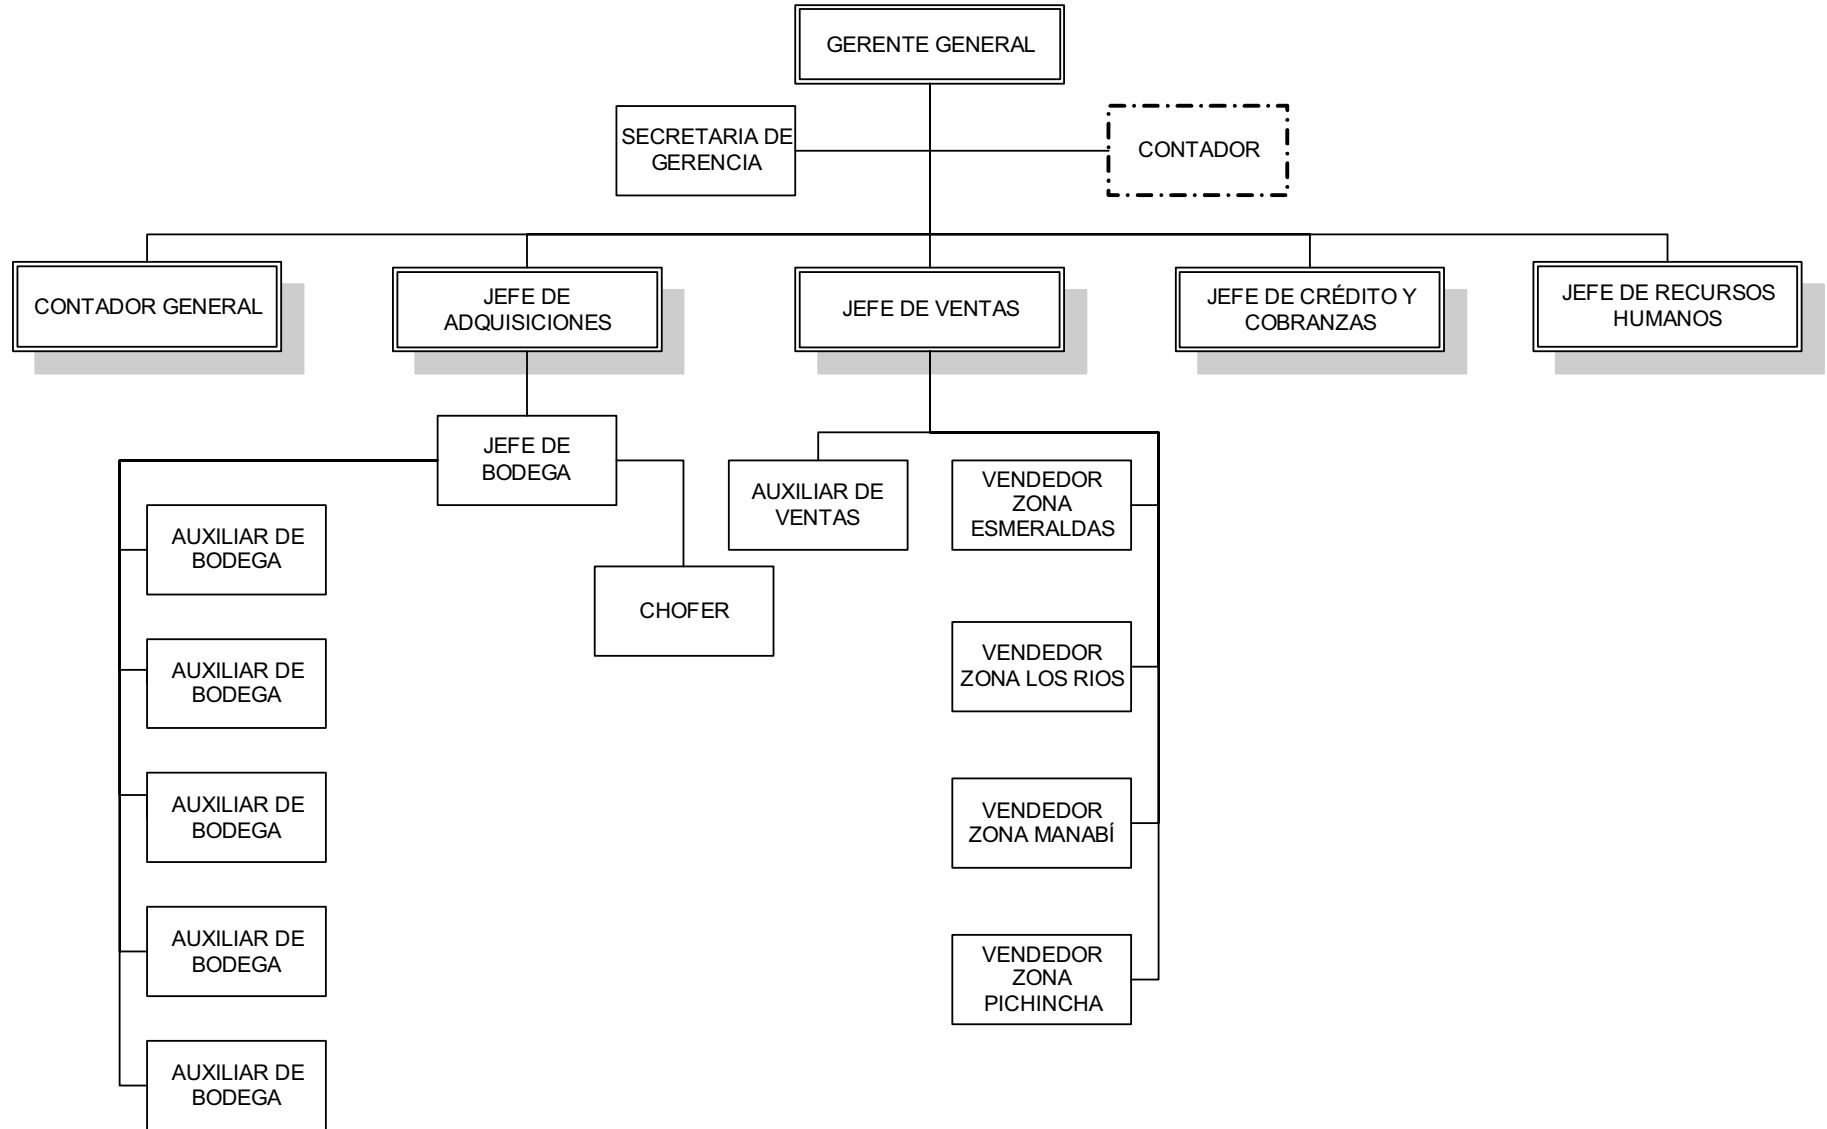 GERENTE GENERAL
SECRETARIA DE
GERENCIA
CONTADOR
CONTADOR GENERAL
JEFE DE
ADQUISICIONES
JEFE DE VENTAS
JEFE DE CRÉDITO Y
COBRANZAS
JEFE DE RECURSOS
HUMANOS
JEFE DE
BODEGA
AUXILIAR DE
BODEGA
AUXILIAR DE
BODEGA
AUXILIAR DE
BODEGA
AUXILIAR DE
BODEGA
AUXILIAR DE
BODEGA
CHOFER
AUXILIAR DE
VENTAS
VENDEDOR
ZONA
ESMERALDAS
VENDEDOR
ZONA LOS RIOS
VENDEDOR
ZONA MANABÍ
VENDEDOR
ZONA
PICHINCHA